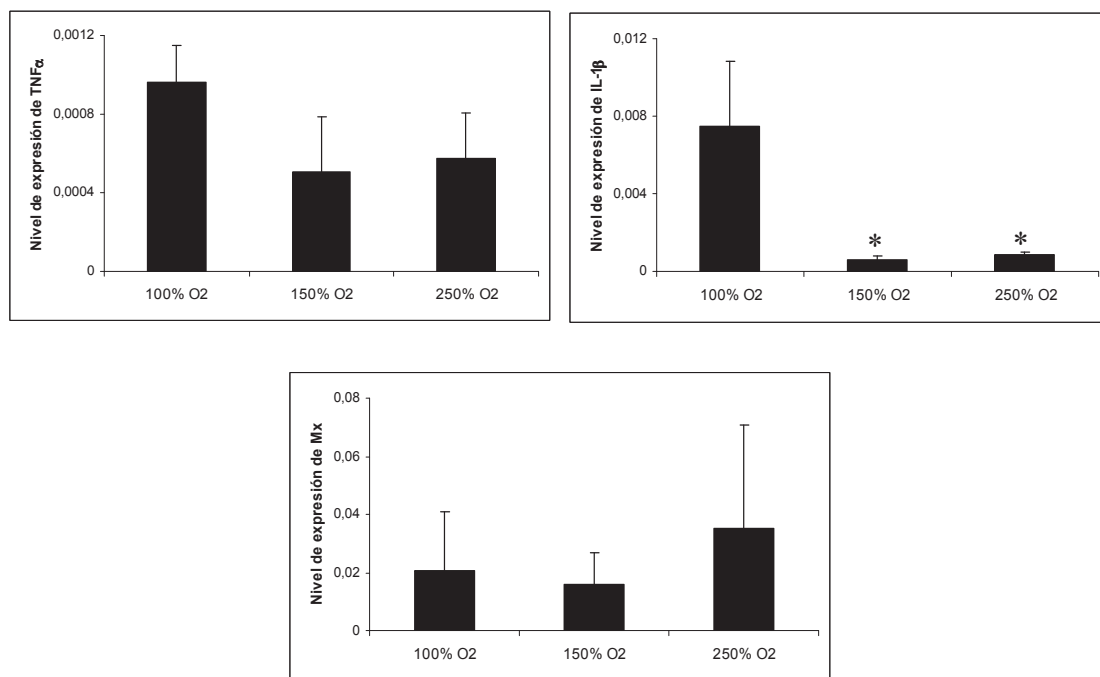 Nivel de expresión de TNFα
0,0012
0,0008
0,0004
0
100% O2 150% O2 250% O2
Nivel de expresión de IL-1β
0,012
0,008
0,004
0
* *
100% O2 150% O2 250% O2
Nivel de expresión de Mx
0,08
0,06
0,04
0,02
0
100% O2 150% O2 250% O2